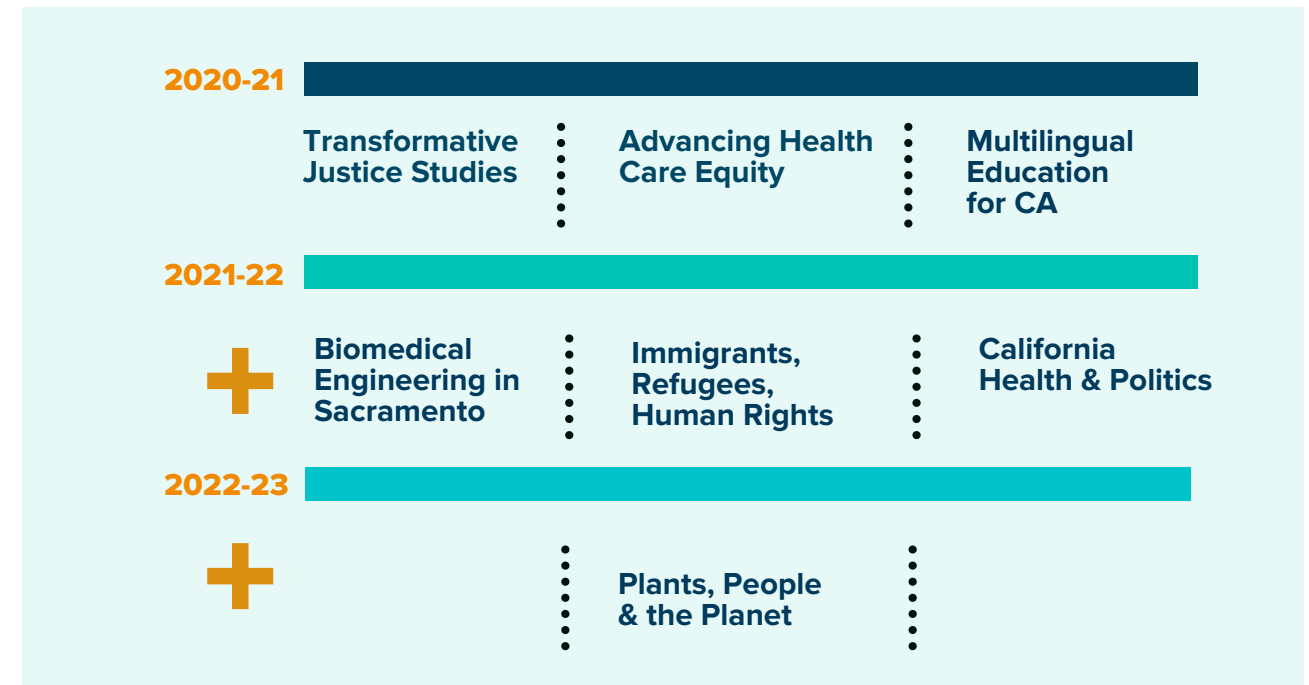 2020-21
Transformative
Justice Studies
Advancing Health
Care Equity
Multilingual
Education
for CA
2021-22
Biomedical
Engineering in
Sacramento
Immigrants,
Refugees,
Human Rights
California
Health & Politics
2022-23
Plants, People
& the Planet